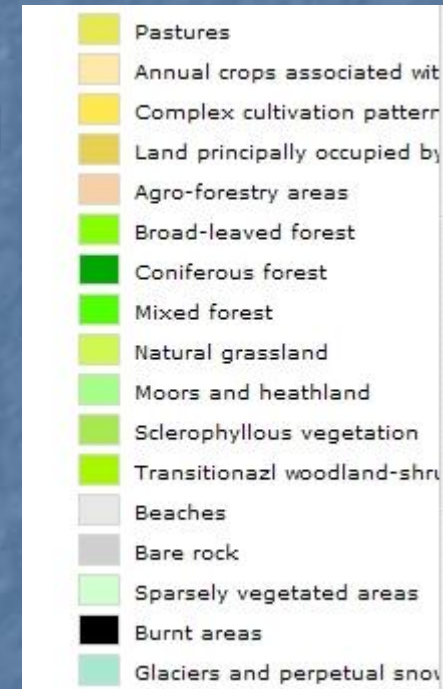 Pastures
Annual crops associated wit
Complex cultivation patterr
Land principally occupied by
Agro-forestry areas
Broad-leaved forest
Coniferous forest
Mixed forest
Natural grassland
Moors and heathland
Sclerophyllous vegetation
Transitionazl woodland-shru
Beaches
Bare rock
Sparsely vegetated areas
Burnt areas
Glaciers and perpetual snov